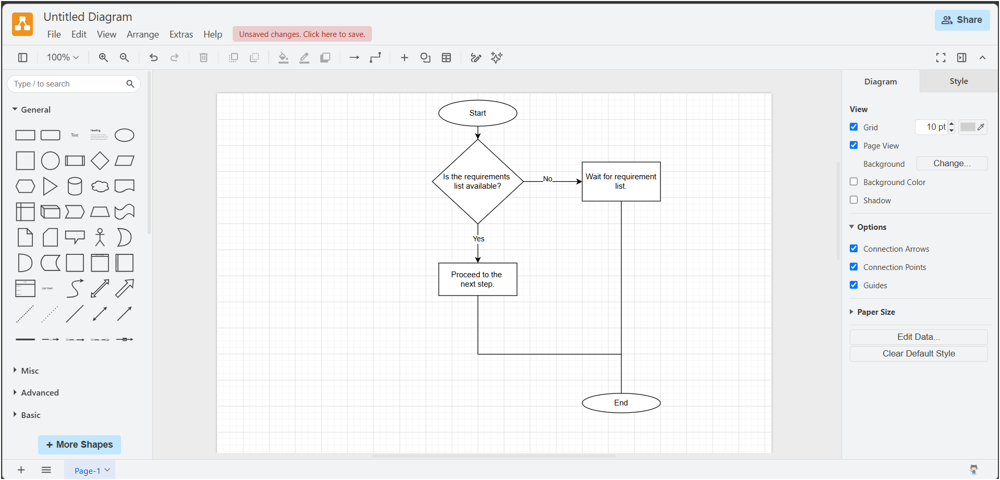 Untitled Diagram
File Edit View Arrange Extras Help Unsaved changes. Click here to save.
Share
100%
Type / to search
General
Text
Heading
List Item
Misc
Advanced
Basic
+ More Shapes
Page-1
Start
Is the requirements
list available?
No
Wait for requirement
list.
Yes
Proceed to the
next step.
End
Diagram Style
View
Grid 10 pt
Page View
Background Change...
Background Color
Shadow
Options
Connection Arrows
Connection Points
Guides
Paper Size
Edit Data...
Clear Default Style